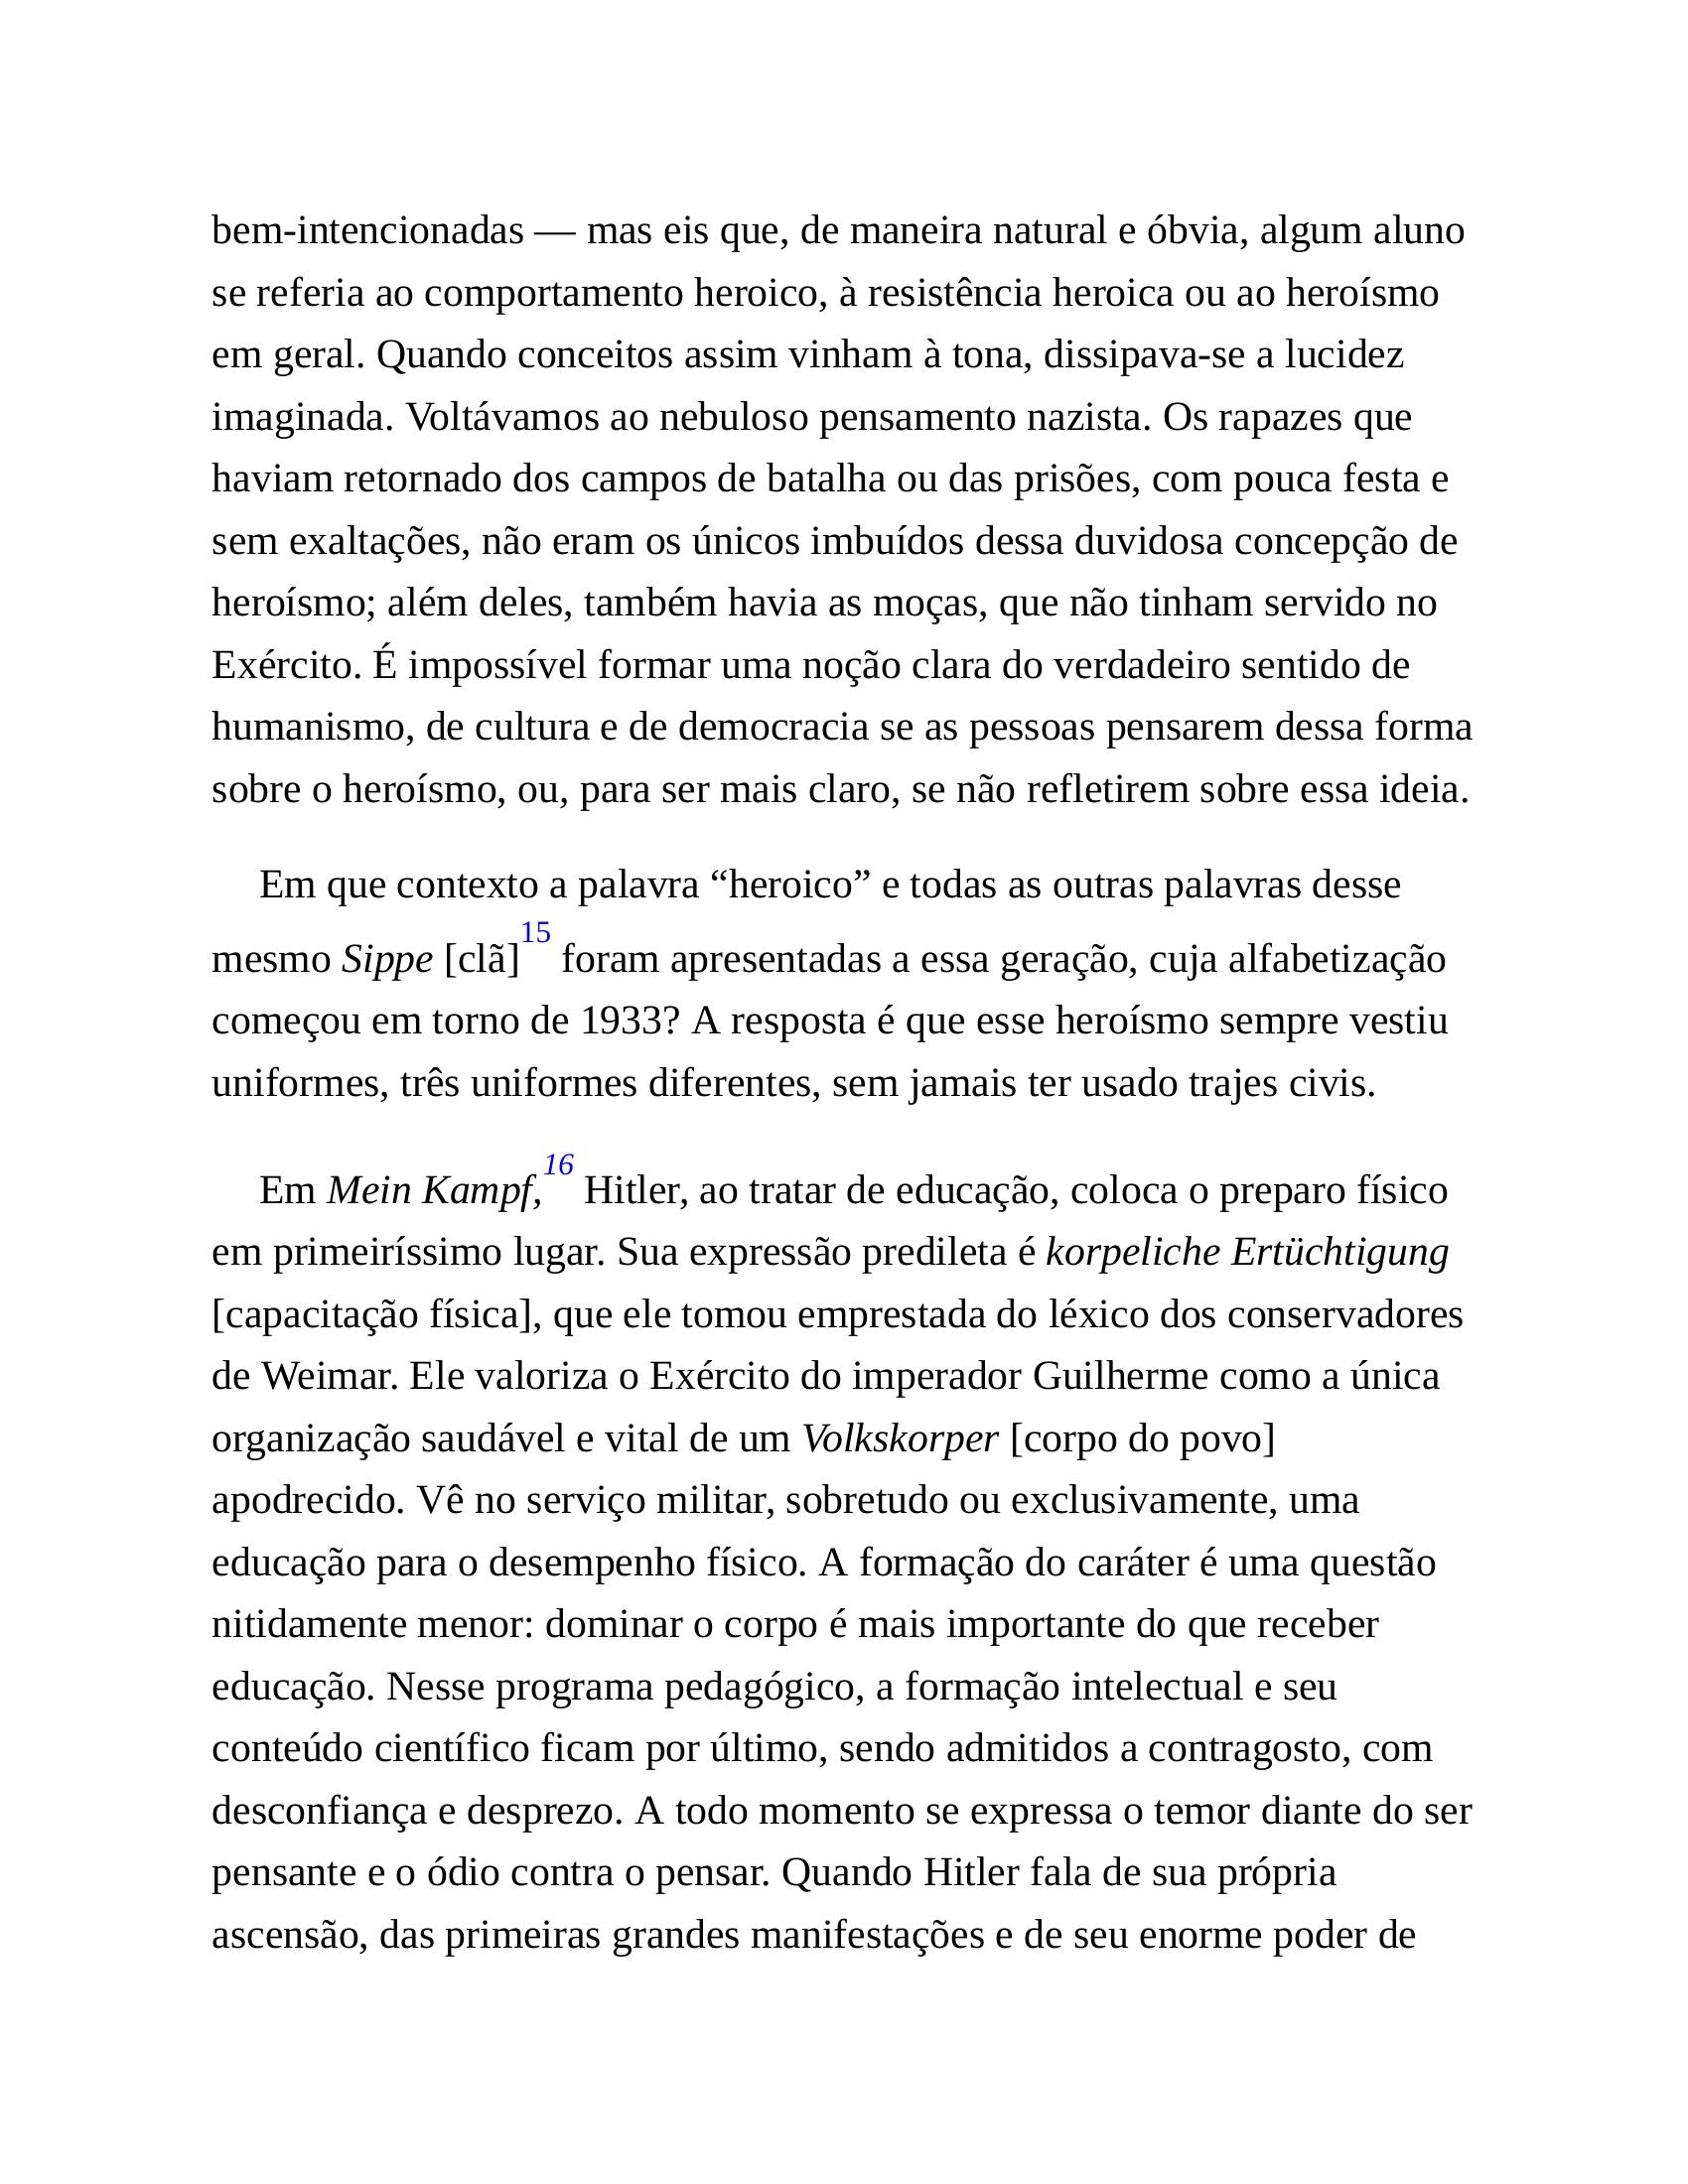 bem-intencionadas — mas eis que, de maneira natural e óbvia, algum aluno
se referia ao comportamento heroico, à resistência heroica ou ao heroísmo
em geral. Quando conceitos assim vinham à tona, dissipava-se a lucidez
imaginada. Voltávamos ao nebuloso pensamento nazista. Os rapazes que
haviam retornado dos campos de batalha ou das prisões, com pouca festa e
sem exaltações, não eram os únicos imbuídos dessa duvidosa concepção de
heroísmo; além deles, também havia as moças, que não tinham servido no
Exército. É impossível formar uma noção clara do verdadeiro sentido de
humanismo, de cultura e de democracia se as pessoas pensarem dessa forma
sobre o heroísmo, ou, para ser mais claro, se não refletirem sobre essa ideia.
Em que contexto a palavra “heroico” e todas as outras palavras desse
mesmo Sippe [clã]15 foram apresentadas a essa geração, cuja alfabetização
começou em torno de 1933? A resposta é que esse heroísmo sempre vestiu
uniformes, três uniformes diferentes, sem jamais ter usado trajes civis.
Em Mein Kampf,16 Hitler, ao tratar de educação, coloca o preparo físico
em primeiríssimo lugar. Sua expressão predileta é korpeliche Ertüchtigung
[capacitação física], que ele tomou emprestada do léxico dos conservadores
de Weimar. Ele valoriza o Exército do imperador Guilherme como a única
organização saudável e vital de um Volkskorper [corpo do povo]
apodrecido. Vê no serviço militar, sobretudo ou exclusivamente, uma
educação para o desempenho físico. A formação do caráter é uma questão
nitidamente menor: dominar o corpo é mais importante do que receber
educação. Nesse programa pedagógico, a formação intelectual e seu
conteúdo científico ficam por último, sendo admitidos a contragosto, com
desconfiança e desprezo. A todo momento se expressa o temor diante do ser
pensante e o ódio contra o pensar. Quando Hitler fala de sua própria
ascensão, das primeiras grandes manifestações e de seu enorme poder de